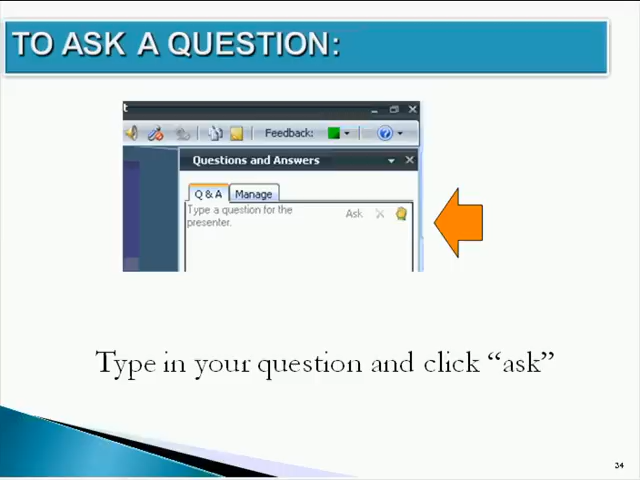 TO ASK A QUESTION:
t
Feedback:
Questions and Answers
Q & A Manage
Type a question for the
presenter.
Ask
Type in your question and click “ask”
34